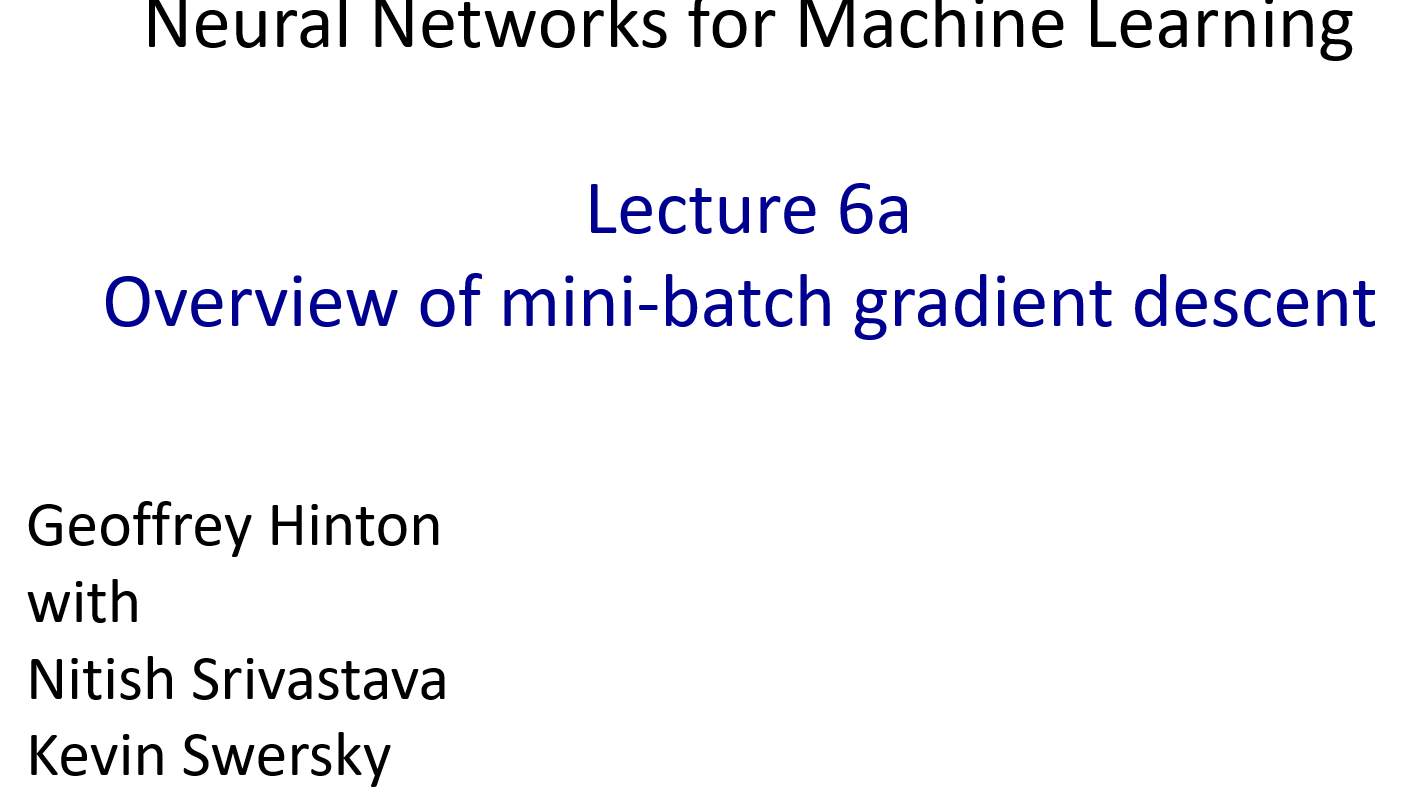 Neural Networks for Machine Learning
Lecture 6a
Overview of mini-batch gradient descent
Geoffrey Hinton
with
Nitish Srivastava
Kevin Swersky